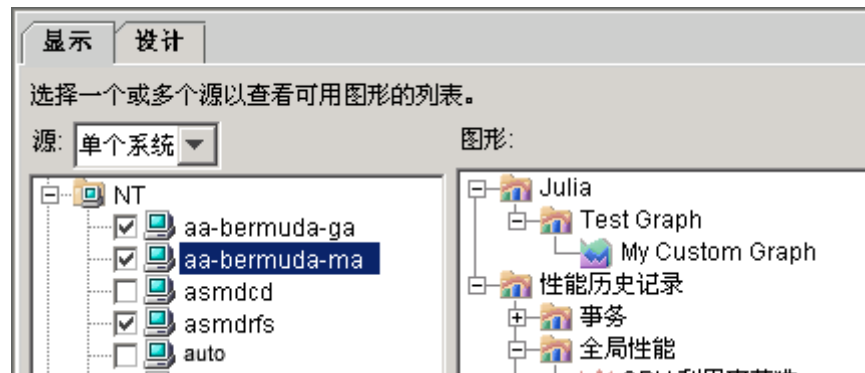 显示 设计
选择一个或多个源以查看可用图形的列表。
源: 单个系统
图形:
NT
aa-bermuda-ga
aa-bermuda-ma
asmdcd
asmdrfs
auto
Julia
Test Graph
My Custom Graph
性能历史记录
事务
全局性能